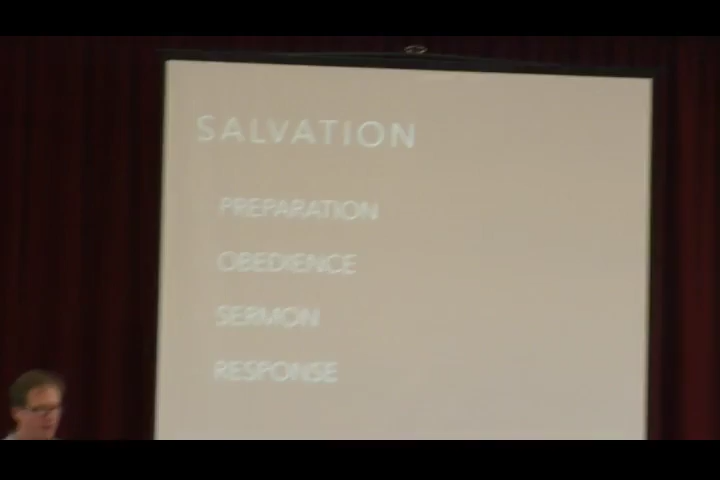 SALVATION
PREPARATION
OBEDIENCE
SERMON
RESPONSE